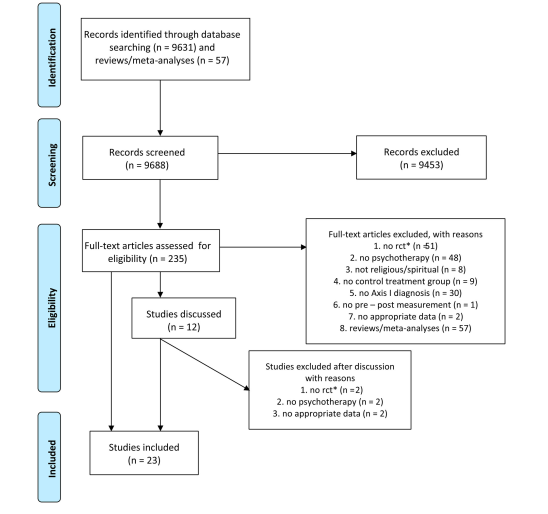 Identification
Records identified through database
searching (n = 9631) and
reviews/meta-analyses (n = 57)
Screening
Records screened
(n = 9688)
Records excluded
(n = 9453)
Eligibility
Full-text articles assessed for
eligibility (n = 235)
Full-text articles excluded, with reasons
1. no rct* (n =51)
2. no psychotherapy (n = 48)
3. not religious/spiritual (n = 8)
4. no control treatment group (n = 9)
5. no Axis I diagnosis (n = 30)
6. no pre – post measurement (n = 1)
7. no appropriate data (n = 2)
8. reviews/meta-analyses (n = 57)
Studies discussed
(n = 12)
Studies excluded after discussion
with reasons
1. no rct* (n =2)
2. no psychotherapy (n = 2)
3. no appropriate data (n = 2)
Included
Studies included
(n = 23)